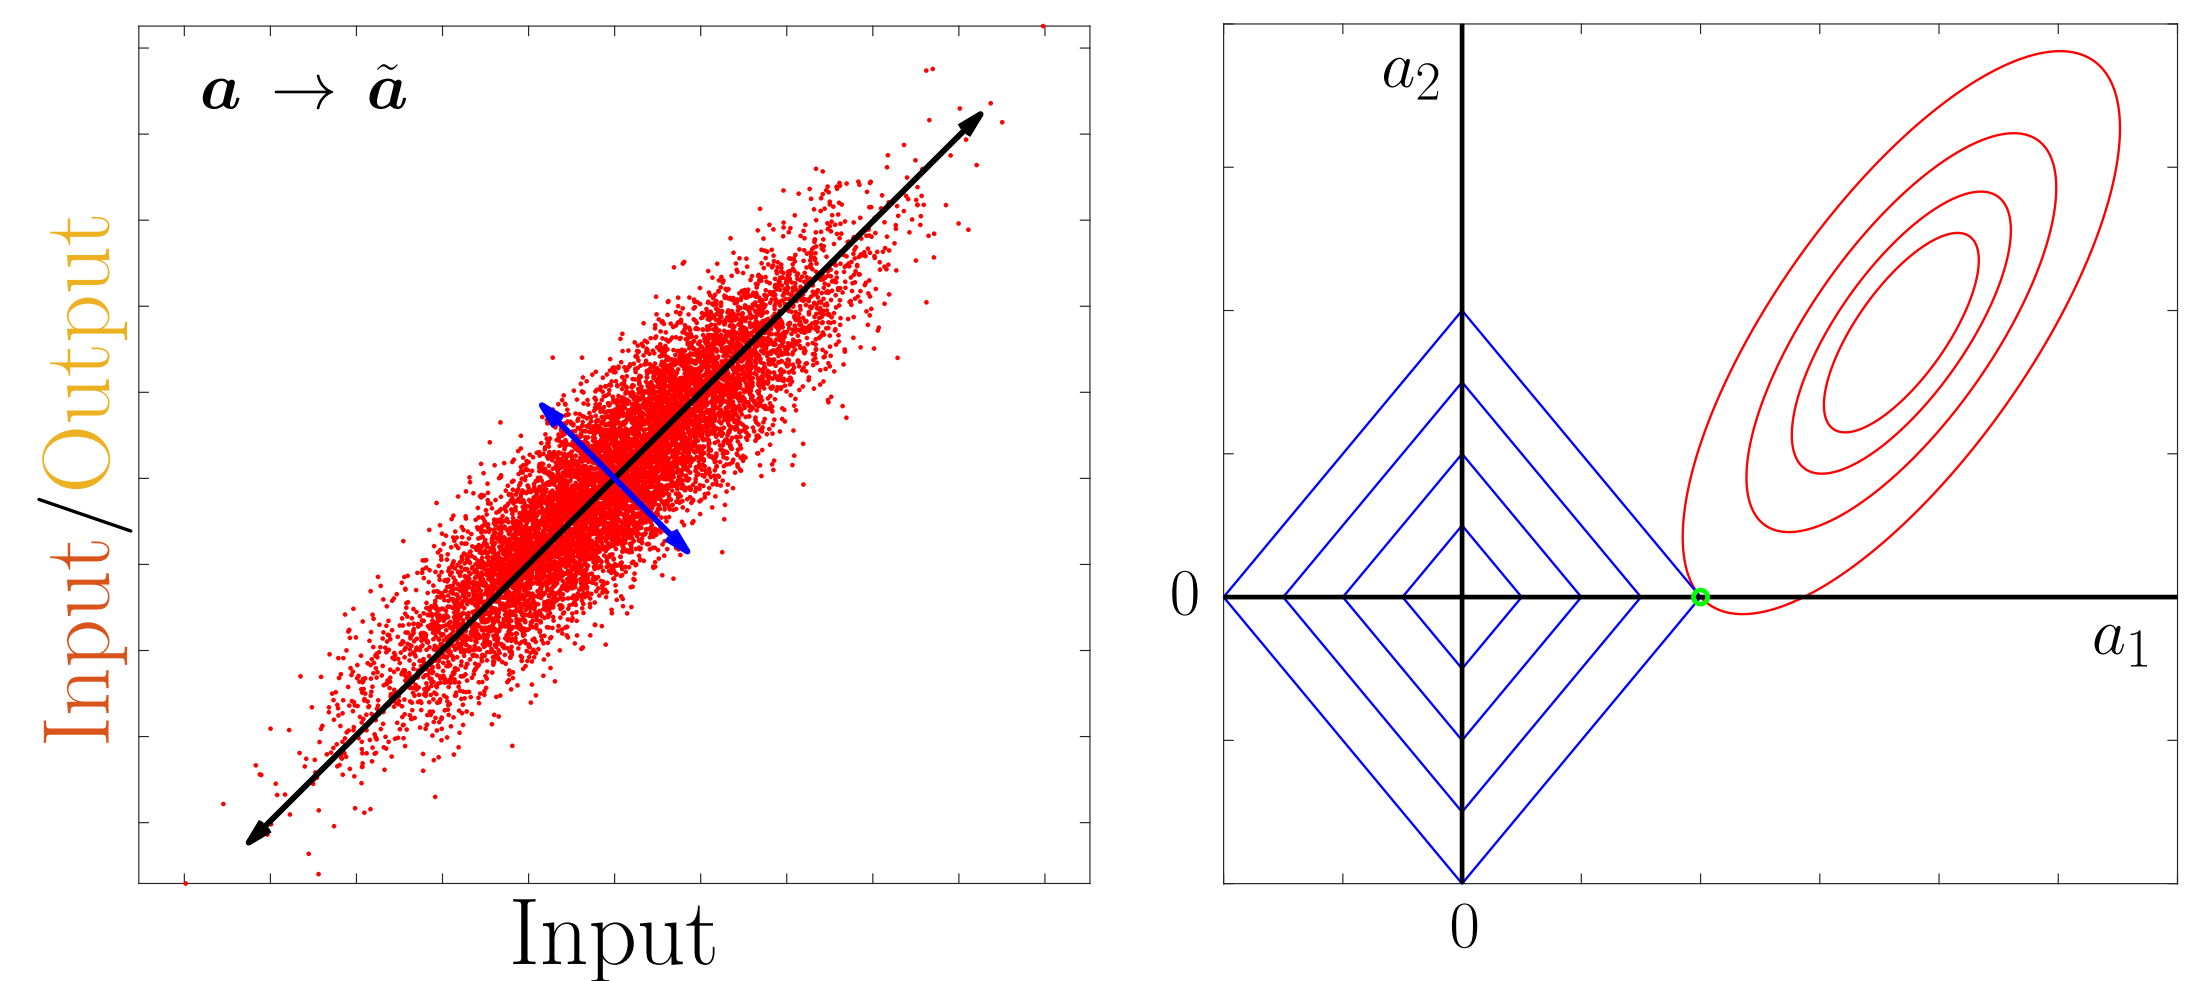 𝒂 → 𝒂̃
Input/Output
Input
a₂
0
a₁
0